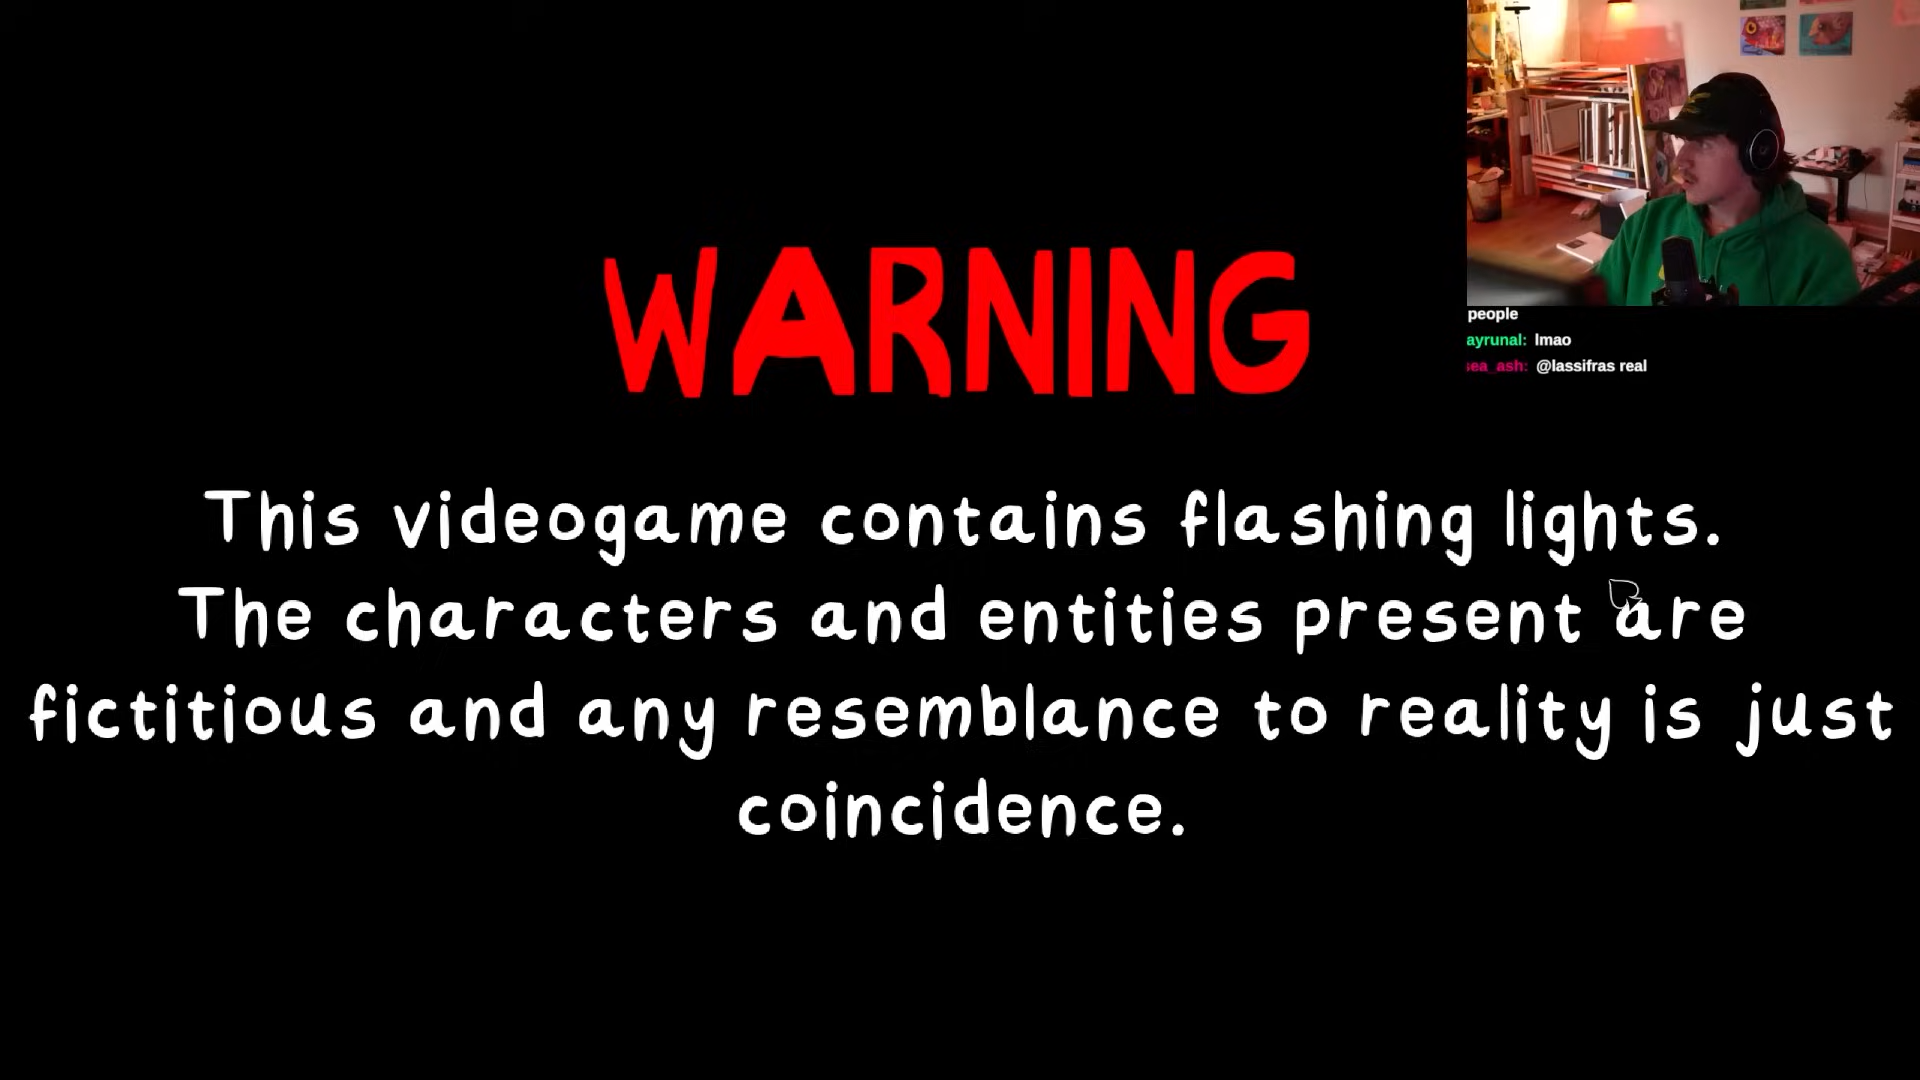 WARNING
people
ayrunal: lmao
sea_ash: @lassifras real
This videogame contains flashing lights.
The characters and entities present are
fictitious and any resemblance to reality is just
coincidence.